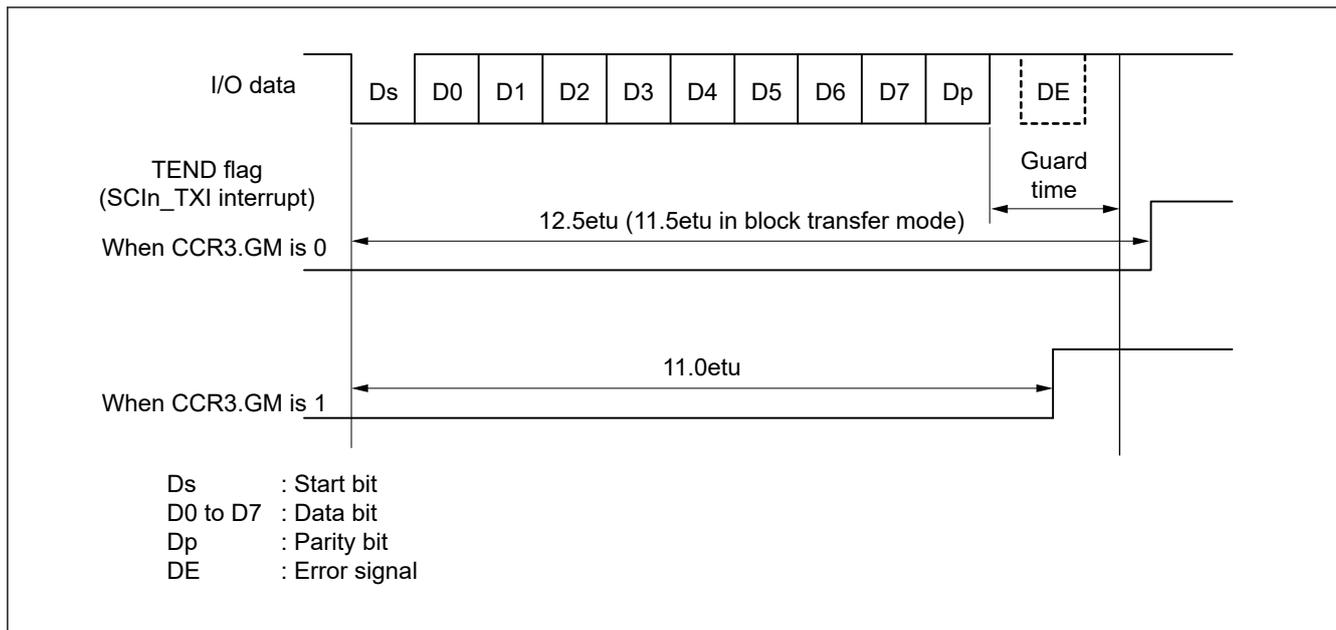 I/O data
Ds D0 D1 D2 D3 D4 D5 D6 D7 Dp DE
TEND flag
(SCIn_TXI interrupt)
Guard
time
12.5etu (11.5etu in block transfer mode)
When CCR3.GM is 0
11.0etu
When CCR3.GM is 1
Ds : Start bit
D0 to D7 : Data bit
Dp : Parity bit
DE : Error signal